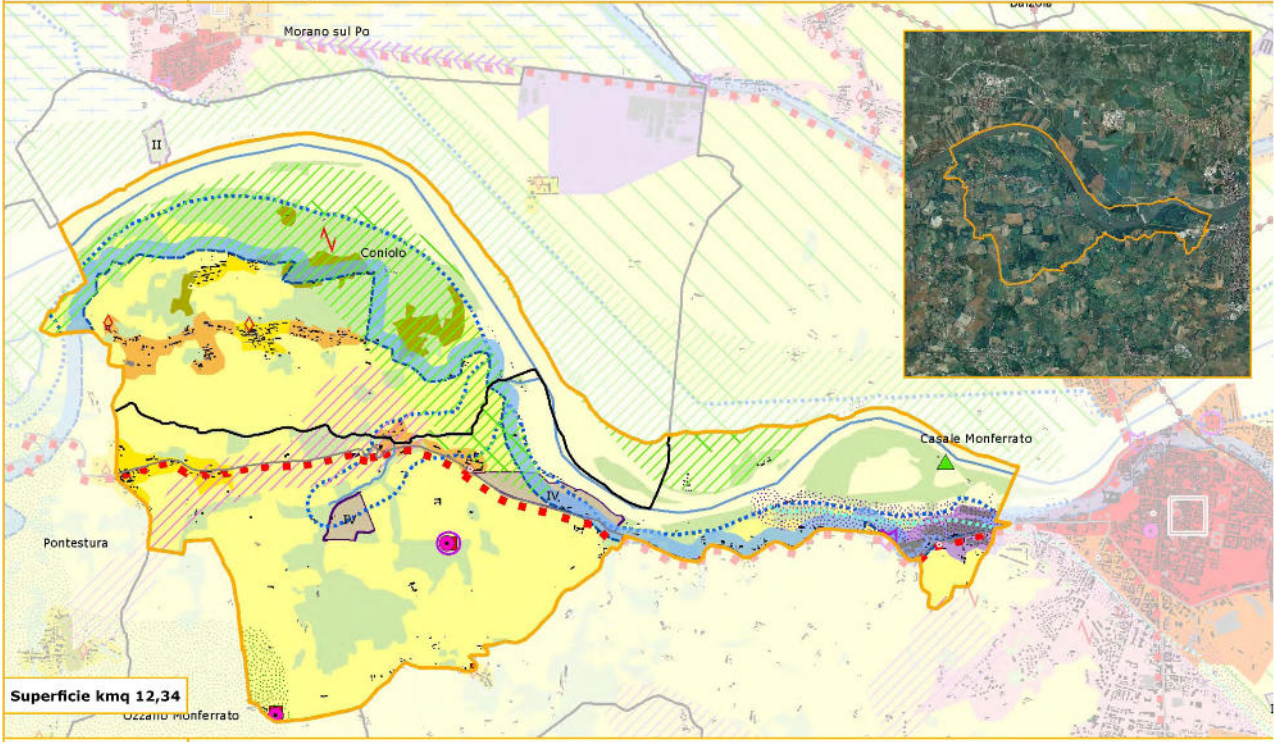 Morano sul Po
II
Coniolo
Casale Monferrato
IV
IV
Pontestura
Superficie kmq 12,34
Ozzano Monferrato